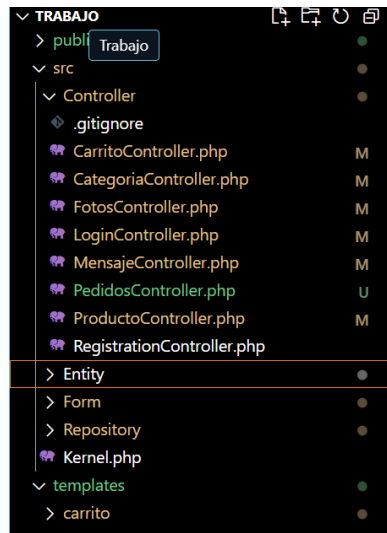 TRABAJO
publi
Trabajo
src
Controller
.gitignore
CarritoController.php M
CategoriaController.php M
FotosController.php M
LoginController.php M
MensajeController.php M
PedidosController.php U
ProductoController.php M
RegistrationController.php
Entity
Form
Repository
Kernel.php
templates
carrito